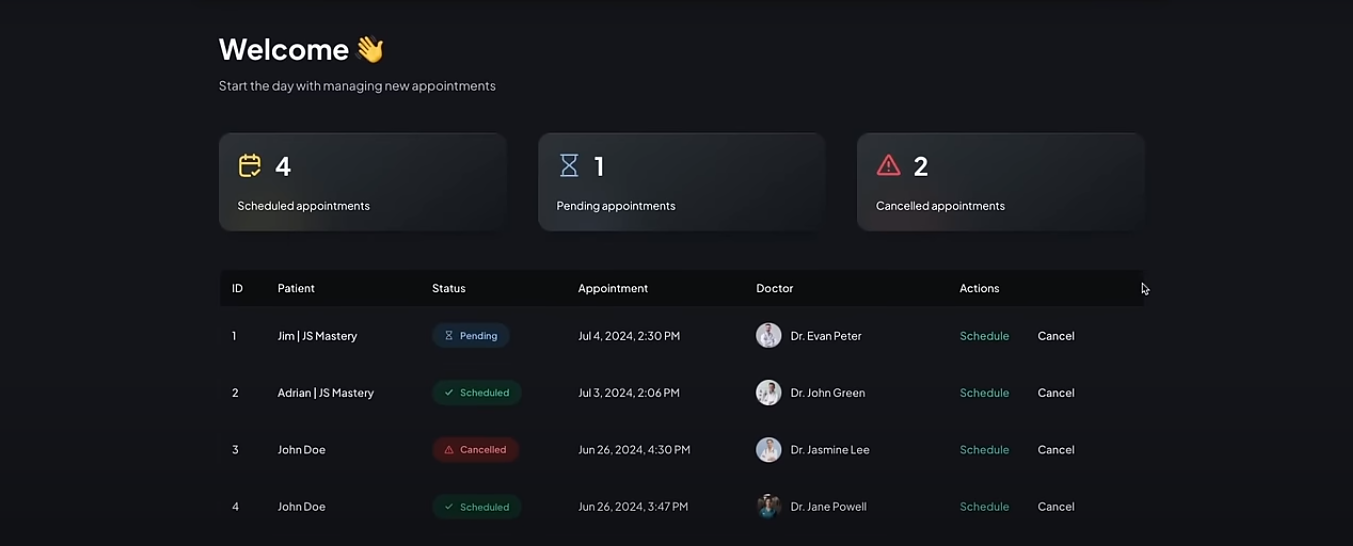 Welcome 👋
Start the day with managing new appointments
4
Scheduled appointments
1
Pending appointments
2
Cancelled appointments
ID Patient Status Appointment Doctor Actions
1 Jim | JS Mastery Pending Jul 4, 2024, 2:30 PM Dr. Evan Peter Schedule Cancel
2 Adrian | JS Mastery Scheduled Jul 3, 2024, 2:06 PM Dr. John Green Schedule Cancel
3 John Doe Cancelled Jun 26, 2024, 4:30 PM Dr. Jasmine Lee Schedule Cancel
4 John Doe Scheduled Jun 26, 2024, 3:47 PM Dr. Jane Powell Schedule Cancel